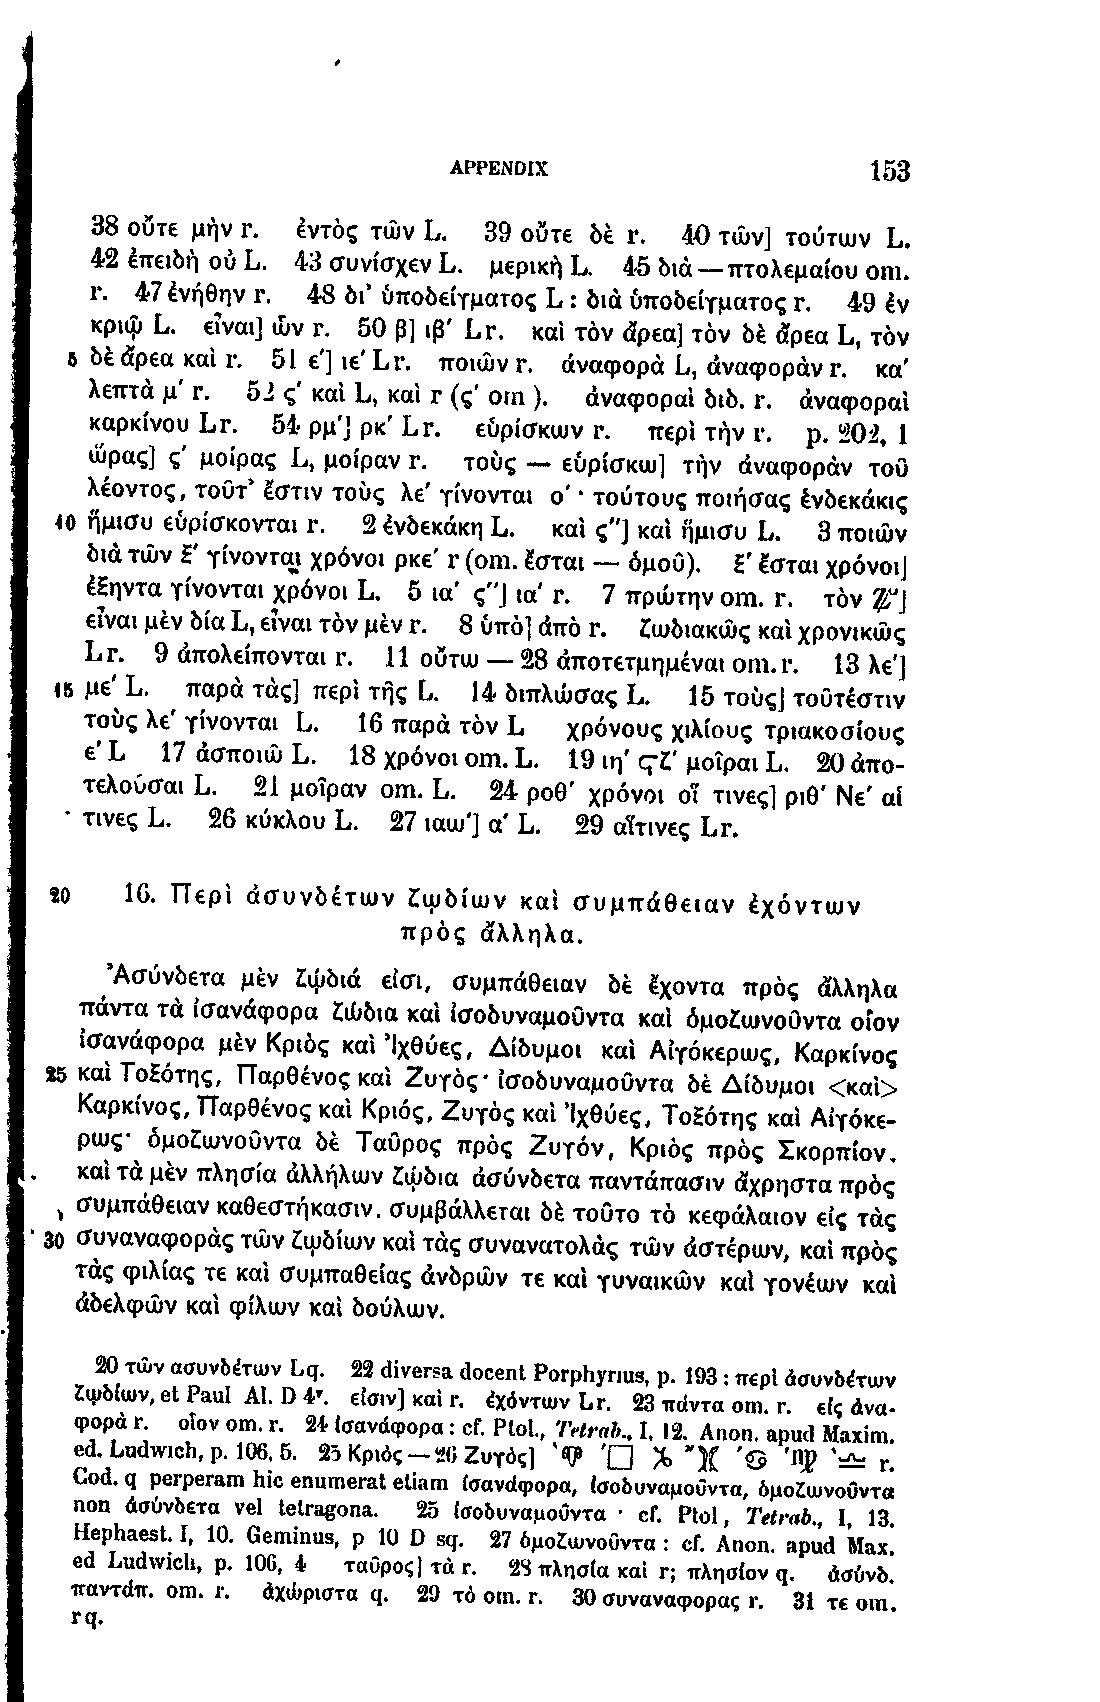 APPENDIX 153
38 οὔτε μὴν r. ἐντὸς τῶν L. 39 οὔτε δὲ r. 40 τῶν] τούτων L.
42 ἐπειδὴ οὐ L. 43 συνίσχεν L. μερικὴ L. 45 διὰ — πτολεμαίου om.
r. 47 ἐνήθην r. 48 δι' ὑποδείγματος L : διὰ ὑποδείγματος r. 49 ἐν
κριῷ L. εἶναι] ὧν r. 50 β] ιβ' Lr. καὶ τὸν ἄρεα] τὸν δὲ ἄρεα L, τὸν
5 δὲ ἄρεα καὶ r. 51 ε'] ιε' Lr. ποιῶν r. ἀναφορὰ L, ἀναφορὰν r. κα'
λεπτὰ μ' r. 52 ς' καὶ L, καὶ r (ς' om ). ἀναφοραὶ διδ. r. ἀναφοραὶ
καρκίνου Lr. 54 ρμ'] ρκ' Lr. εὑρίσκων r. περὶ τὴν r. p. 202, 1
ὥρας] ς' μοίρας L, μοίραν r. τοὺς — εὑρίσκω] τὴν ἀναφορὰν τοῦ
λέοντος, τοῦτ' ἔστιν τοὺς λε' γίνονται ο' · τούτους ποιήσας ἑνδεκάκις
10 ἥμισυ εὑρίσκονται r. 2 ἑνδεκάκη L. καὶ ς''] καὶ ἥμισυ L. 3 ποιῶν
διὰ τῶν ξ' γίνονται χρόνοι ρκε' r (om. ἔσται — ὁμοῦ). ξ' ἔσται χρόνοι]
ἑξηντα γίνονται χρόνοι L. 5 ια' ς''] ια' r. 7 πρώτην om. r. τὸν ]
εἶναι μὲν δία L, εἶναι τὸν μὲν r. 8 ὑπὸ] ἀπὸ r. ζωδιακῶς καὶ χρονικῶς
Lr. 9 ἀπολείπονται r. 11 οὕτω — 28 ἀποτετμημέναι om. r. 13 λε']
15 με' L. παρὰ τὰς] περὶ τῆς L. 14 διπλώσας L. 15 τοὺς] τοῦτέστιν
τοὺς λε' γίνονται L. 16 παρὰ τὸν L χρόνους χιλίους τριακοσίους
ε' L 17 ἀσποιῶ L. 18 χρόνοι om. L. 19 ιη' ϛζ' μοῖραι L. 20 ἀπο-
τελούσαι L. 21 μοῖραν om. L. 24 ροθ' χρόνοι οἵ τινες] ριθ' Νε' αἱ
τινες L. 26 κύκλου L. 27 ιαω'] α' L. 29 αἵτινες Lr.
20 16. Περὶ ἀσυνδέτων ζῳδίων καὶ συμπάθειαν ἐχόντων
πρὸς ἄλληλα.
Ἀσύνδετα μὲν ζῴδιά εἰσι, συμπάθειαν δὲ ἔχοντα πρὸς ἄλληλα
πάντα τὰ ἰσανάφορα ζώδια καὶ ἰσοδυναμοῦντα καὶ ὁμοζωνοῦντα οἷον
ἰσανάφορα μὲν Κριὸς καὶ Ἰχθύες, Δίδυμοι καὶ Αἰγόκερως, Καρκίνος
25 καὶ Τοξότης, Παρθένος καὶ Ζυγὸς· ἰσοδυναμοῦντα δὲ Δίδυμοι <καὶ>
Καρκίνος, Παρθένος καὶ Κριός, Ζυγὸς καὶ Ἰχθύες, Τοξότης καὶ Αἰγόκε-
ρως· ὁμοζωνοῦντα δὲ Ταῦρος πρὸς Ζυγόν, Κριὸς πρὸς Σκορπίον.
καὶ τὰ μὲν πλησία ἀλλήλων ζῴδια ἀσύνδετα παντάπασιν ἄχρηστα πρὸς
συμπάθειαν καθεστήκασιν. συμβάλλεται δὲ τοῦτο τὸ κεφάλαιον εἰς τὰς
30 συναναφορὰς τῶν ζῳδίων καὶ τὰς συνανατολὰς τῶν ἀστέρων, καὶ πρὸς
τὰς φιλίας τε καὶ συμπαθείας ἀνδρῶν τε καὶ γυναικῶν καὶ γονέων καὶ
ἀδελφῶν καὶ φίλων καὶ δούλων.
20 τῶν ασυνδέτων Lq. 22 diversa docent Porphyrius, p. 193 : περὶ ἀσυνδέτων
ζῳδίων, et Paul Al. D 4ʳ. εἰσιν] καὶ r. ἐχόντων Lr. 23 πάντα om. r. εἰς ἀνα-
φορὰ r. οἷον om. r. 24 ἰσανάφορα : cf. Ptol., Tetrab., I, 12. Anon. apud Maxim.
ed. Ludwich, p. 106, 5. 25 Κριός — 26 Ζυγὸς] ♈ □ ♓ ♋ ♍ ♎ r.
Cod. q perperam hic enumerat etiam ἰσανάφορα, ἰσοδυναμοῦντα, ὁμοζωνοῦντα
non ἀσύνδετα vel tetragona. 25 ἰσοδυναμοῦντα · cf. Ptol, Tetrab., I, 13.
Hephaest. I, 10. Geminus, p 10 D sq. 27 ὁμοζωνοῦντα : cf. Anon. apud Max.
ed Ludwich, p. 106, 4 ταῦρος] τὰ r. 28 πλησία καὶ r; πλησίον q. ἀσύνδ.
παντάπ. om. r. ἀχώριστα q. 29 τὸ om. r. 30 συναναφορας r. 31 τε om.
rq.